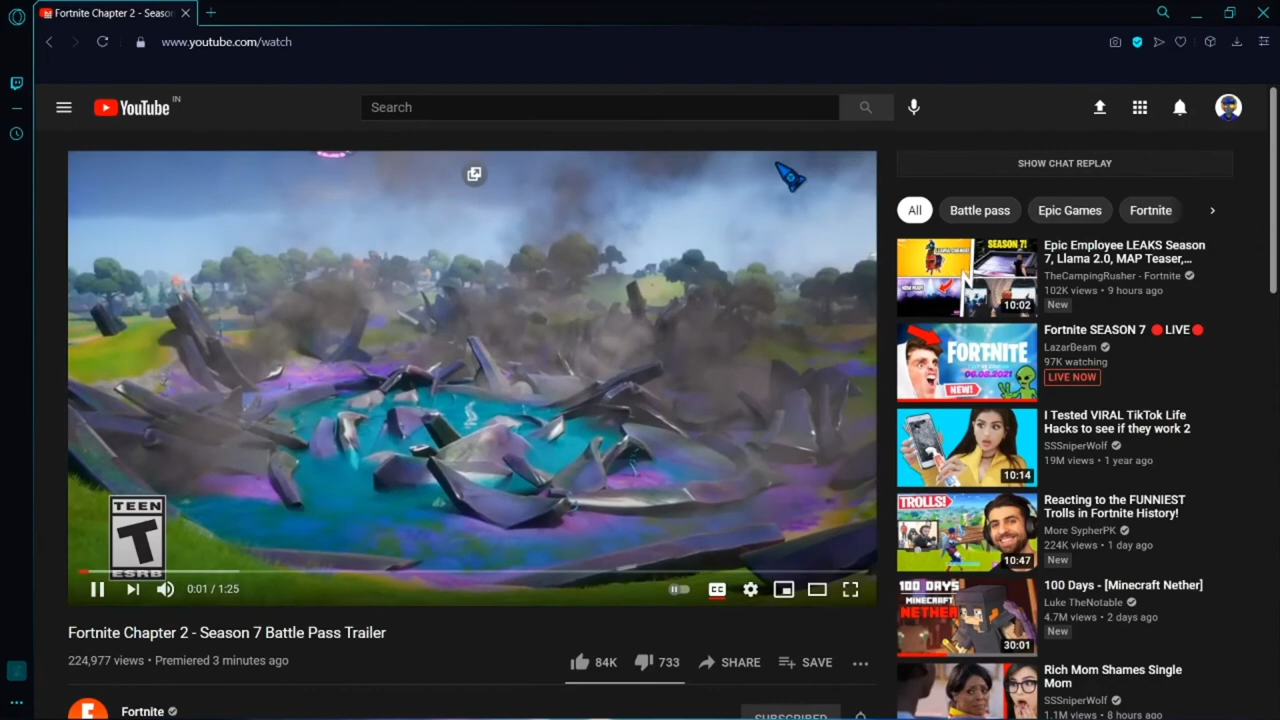 Fortnite Chapter 2 - Seaso
www.youtube.com/watch
YouTube IN
Search
SHOW CHAT REPLAY
All
Battle pass
Epic Games
Fortnite
SEASON 7!
10:02
Epic Employee LEAKS Season
7, Llama 2.0, MAP Teaser,...
TheCampingRusher - Fortnite
102K views • 9 hours ago
New
FORTNITE
06.08.2021
NEW!
Fortnite SEASON 7 🔴LIVE🔴
LazarBeam
97K watching
LIVE NOW
10:14
I Tested VIRAL TikTok Life
Hacks to see if they work 2
SSSniperWolf
19M views • 1 year ago
TROLLS!
10:47
Reacting to the FUNNIEST
Trolls in Fortnite History!
More SypherPK
224K views • 1 day ago
New
100 DAYS
MINECRAFT
NETHER
30:01
100 Days - [Minecraft Nether]
Luke TheNotable
4.7M views • 2 days ago
New
Rich Mom Shames Single
Mom
SSSniperWolf
1.1M views • 8 hours ago
TEEN
T
ESRB
0:01 / 1:25
CC
Fortnite Chapter 2 - Season 7 Battle Pass Trailer
224,977 views • Premiered 3 minutes ago
84K
733
SHARE
SAVE
Fortnite
SUBSCRIBED